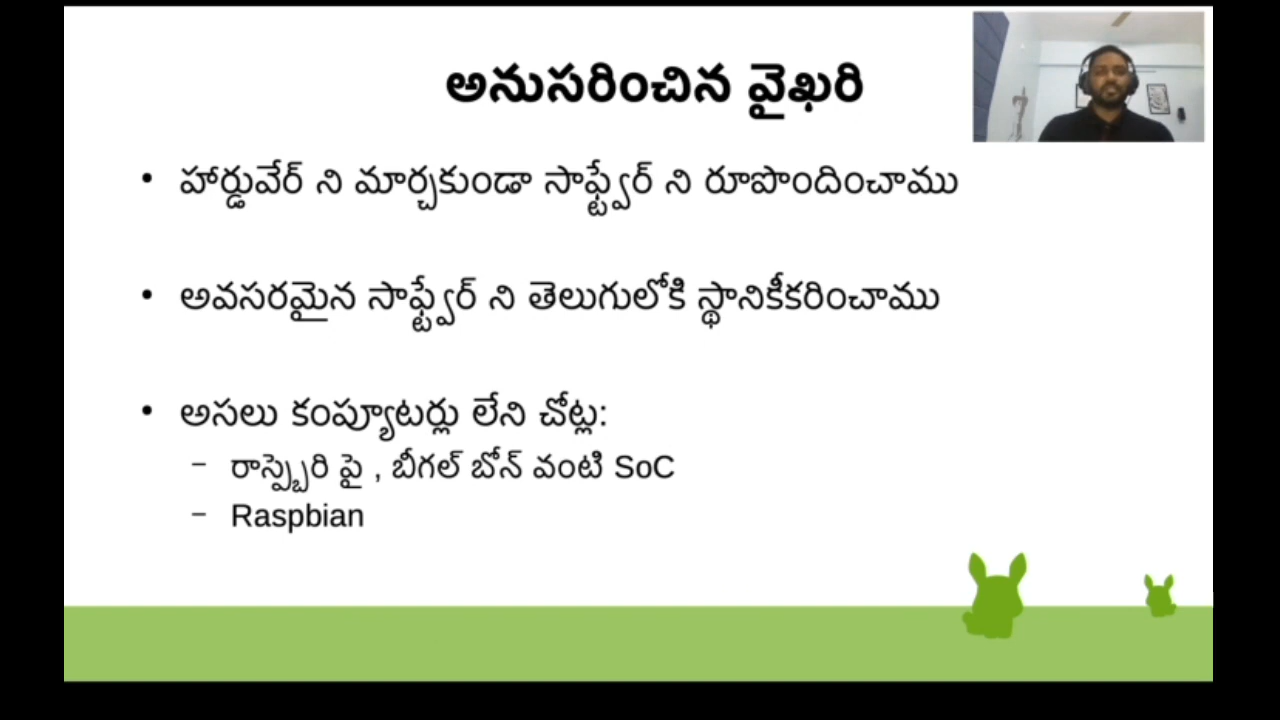 అనుసరించిన వైఖరి
• హార్డువేర్ ని మార్చకుండా సాఫ్ట్వేర్ ని రూపొందించాము
• అవసరమైన సాఫ్ట్వేర్ ని తెలుగులోకి స్థానికీకరించాము
• అసలు కంప్యూటర్లు లేని చోట్ల:
– రాస్ప్బెరి పై , బీగల్ బోన్ వంటి SoC
– Raspbian